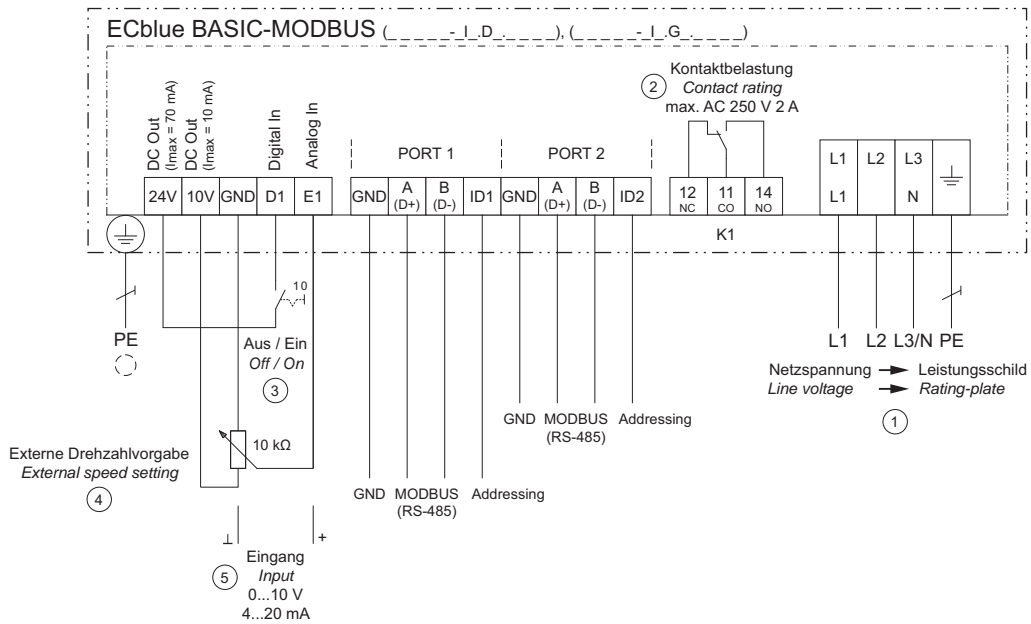 ECblue BASIC-MODBUS (_ _ _ _ _-_I_.D_._ _ _ _), (_ _ _ _ _-_I_.G_._ _ _ _)
DC Out
(Imax = 70 mA)
DC Out
(Imax = 10 mA)
Digital In
Analog In
24V 10V GND D1 E1
PORT 1 PORT 2
GND A (D+) B (D-) ID1 GND A (D+) B (D-) ID2
2
Kontaktbelastung
Contact rating
max. AC 250 V 2 A
12 11 14
NC CO NO
K1
L1 L2 L3
L1 N
PE
10
Aus / Ein
Off / On
3
10 kΩ
Externe Drehzahlvorgabe
External speed setting
4
⊥ +
5
Eingang
Input
0...10 V
4...20 mA
GND MODBUS Addressing
(RS-485)
GND MODBUS Addressing
(RS-485)
L1 L2 L3/N PE
Netzspannung Leistungsschild
Line voltage Rating-plate
1